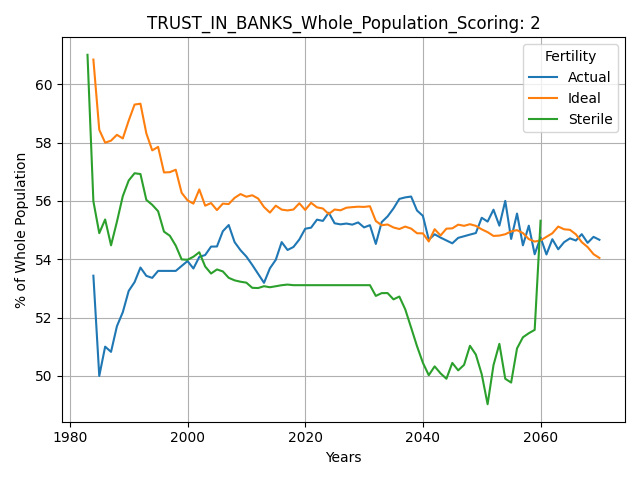 TRUST_IN_BANKS_Whole_Population_Scoring: 2
Fertility
Actual
Ideal
Sterile
% of Whole Population
60
58
56
54
52
50
1980
2000
2020
2040
2060
Years